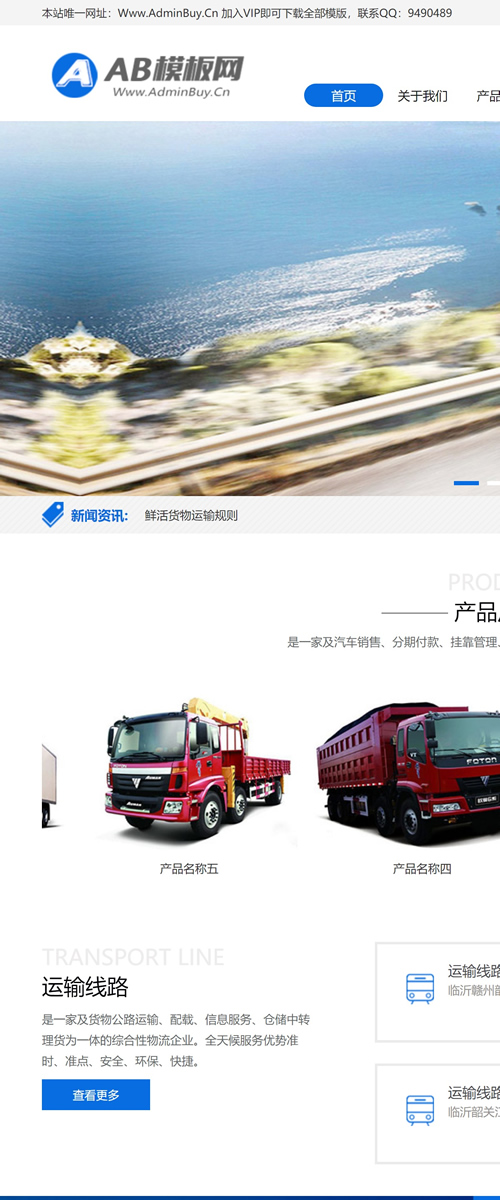 本站唯一网址：Www.AdminBuy.Cn 加入VIP即可下载全部模版，联系QQ：9490489
AB模板网
Www.AdminBuy.Cn
首页 关于我们 产品
新闻资讯: 鲜活货物运输规则
PROD
产品
是一家及汽车销售、分期付款、挂靠管理、
FOTON
产品名称五 产品名称四
TRANSPORT LINE
运输线路
是一家及货物公路运输、配载、信息服务、仓储中转
理货为一体的综合性物流企业。全天候服务优势准
时、准点、安全、环保、快捷。
查看更多
运输线路
临沂赣州
运输线路
临沂韶关